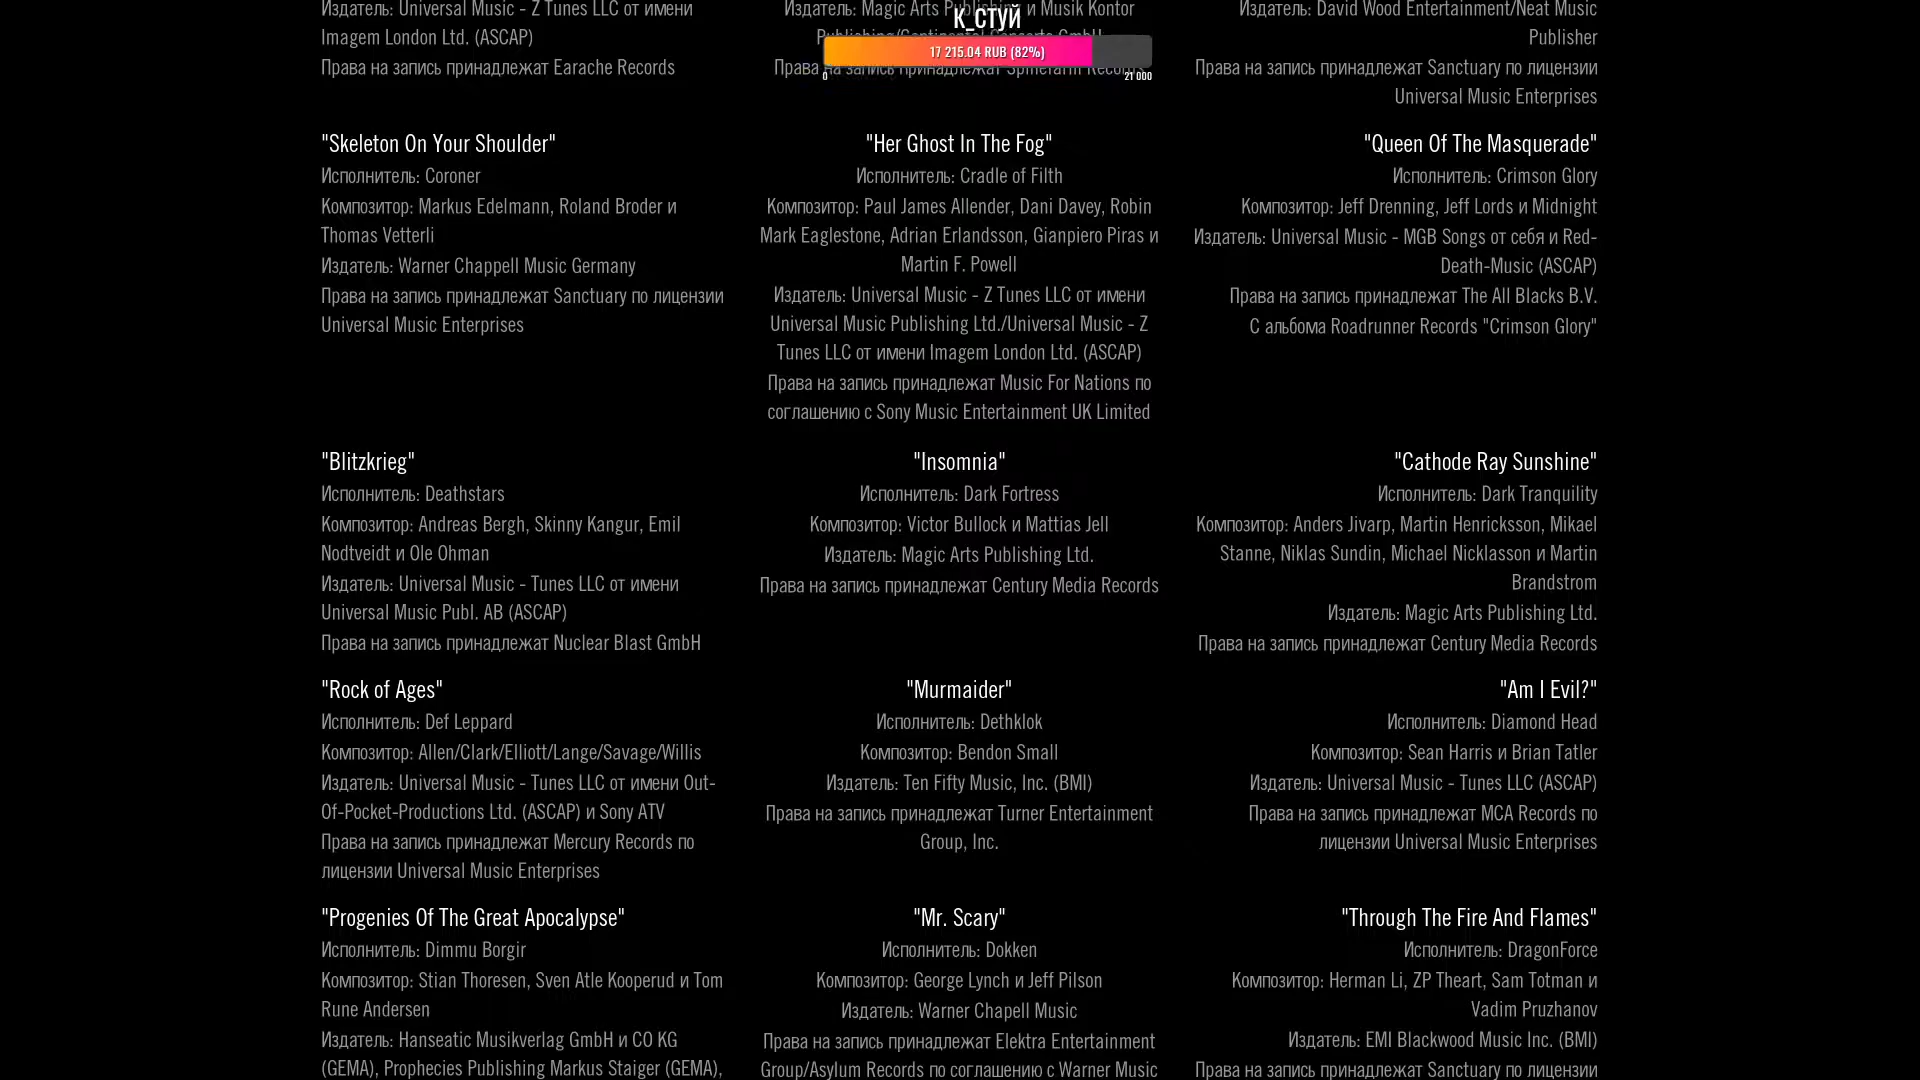 Издатель: Universal Music - Z Tunes LLC от имени
Imagem London Ltd. (ASCAP)
Права на запись принадлежат Earache Records
Издатель: Magic Arts Publishing и Musik Kontor
Publishing/Continental Concerts GmbH
Права на запись принадлежат Spinefarm Records
Издатель: David Wood Entertainment/Neat Music
Publisher
Права на запись принадлежат Sanctuary по лицензии
Universal Music Enterprises
К_СТУЙ
17 215.04 RUB (82%)
0
21 000
"Skeleton On Your Shoulder"
Исполнитель: Coroner
Композитор: Markus Edelmann, Roland Broder и
Thomas Vetterli
Издатель: Warner Chappell Music Germany
Права на запись принадлежат Sanctuary по лицензии
Universal Music Enterprises
"Her Ghost In The Fog"
Исполнитель: Cradle of Filth
Композитор: Paul James Allender, Dani Davey, Robin
Mark Eaglestone, Adrian Erlandsson, Gianpiero Piras и
Martin F. Powell
Издатель: Universal Music - Z Tunes LLC от имени
Universal Music Publishing Ltd./Universal Music - Z
Tunes LLC от имени Imagem London Ltd. (ASCAP)
Права на запись принадлежат Music For Nations по
соглашению с Sony Music Entertainment UK Limited
"Queen Of The Masquerade"
Исполнитель: Crimson Glory
Композитор: Jeff Drenning, Jeff Lords и Midnight
Издатель: Universal Music - MGB Songs от себя и Red-
Death-Music (ASCAP)
Права на запись принадлежат The All Blacks B.V.
С альбома Roadrunner Records "Crimson Glory"
"Blitzkrieg"
Исполнитель: Deathstars
Композитор: Andreas Bergh, Skinny Kangur, Emil
Nodtveidt и Ole Ohman
Издатель: Universal Music - Tunes LLC от имени
Universal Music Publ. AB (ASCAP)
Права на запись принадлежат Nuclear Blast GmbH
"Insomnia"
Исполнитель: Dark Fortress
Композитор: Victor Bullock и Mattias Jell
Издатель: Magic Arts Publishing Ltd.
Права на запись принадлежат Century Media Records
"Cathode Ray Sunshine"
Исполнитель: Dark Tranquility
Композитор: Anders Jivarp, Martin Henricksson, Mikael
Stanne, Niklas Sundin, Michael Nicklasson и Martin
Brandstrom
Издатель: Magic Arts Publishing Ltd.
Права на запись принадлежат Century Media Records
"Rock of Ages"
Исполнитель: Def Leppard
Композитор: Allen/Clark/Elliott/Lange/Savage/Willis
Издатель: Universal Music - Tunes LLC от имени Out-
Of-Pocket-Productions Ltd. (ASCAP) и Sony ATV
Права на запись принадлежат Mercury Records по
лицензии Universal Music Enterprises
"Murmaider"
Исполнитель: Dethklok
Композитор: Bendon Small
Издатель: Ten Fifty Music, Inc. (BMI)
Права на запись принадлежат Turner Entertainment
Group, Inc.
"Am I Evil?"
Исполнитель: Diamond Head
Композитор: Sean Harris и Brian Tatler
Издатель: Universal Music - Tunes LLC (ASCAP)
Права на запись принадлежат MCA Records по
лицензии Universal Music Enterprises
"Progenies Of The Great Apocalypse"
Исполнитель: Dimmu Borgir
Композитор: Stian Thoresen, Sven Atle Kooperud и Tom
Rune Andersen
Издатель: Hanseatic Musikverlag GmbH и CO KG
(GEMA), Prophecies Publishing Markus Staiger (GEMA),
"Mr. Scary"
Исполнитель: Dokken
Композитор: George Lynch и Jeff Pilson
Издатель: Warner Chapell Music
Права на запись принадлежат Elektra Entertainment
Group/Asylum Records по соглашению с Warner Music
"Through The Fire And Flames"
Исполнитель: DragonForce
Композитор: Herman Li, ZP Theart, Sam Totman и
Vadim Pruzhanov
Издатель: EMI Blackwood Music Inc. (BMI)
Права на запись принадлежат Sanctuary по лицензии